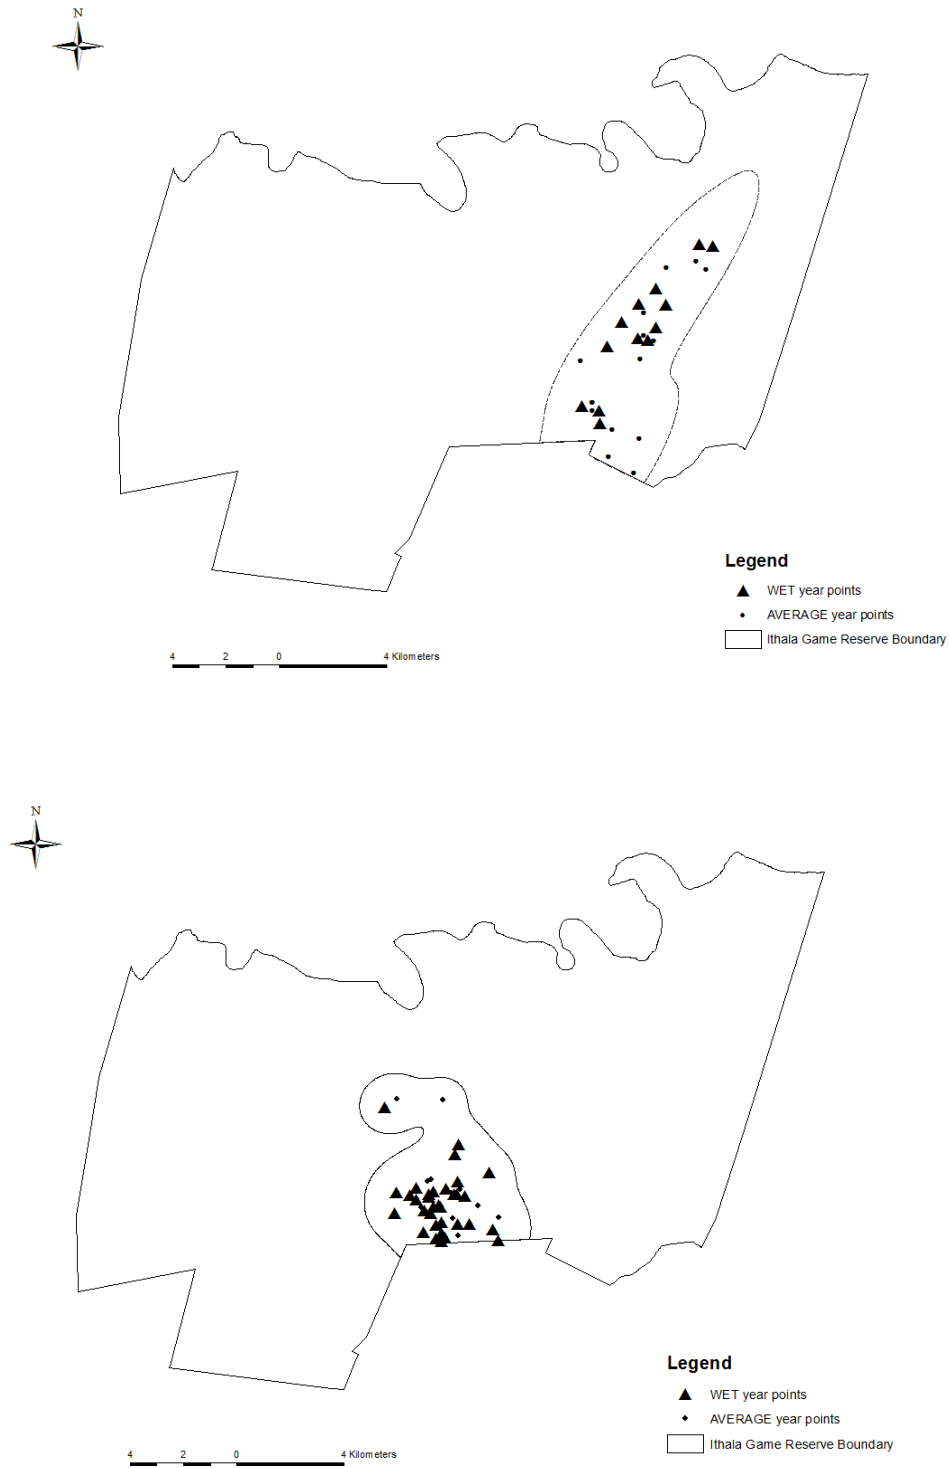 N
Legend
WET year points
AVERAGE year points
Ithala Game Reserve Boundary
4 2 0 4 Kilometers
N
Legend
WET year points
AVERAGE year points
Ithala Game Reserve Boundary
4 2 0 4 Kilometers